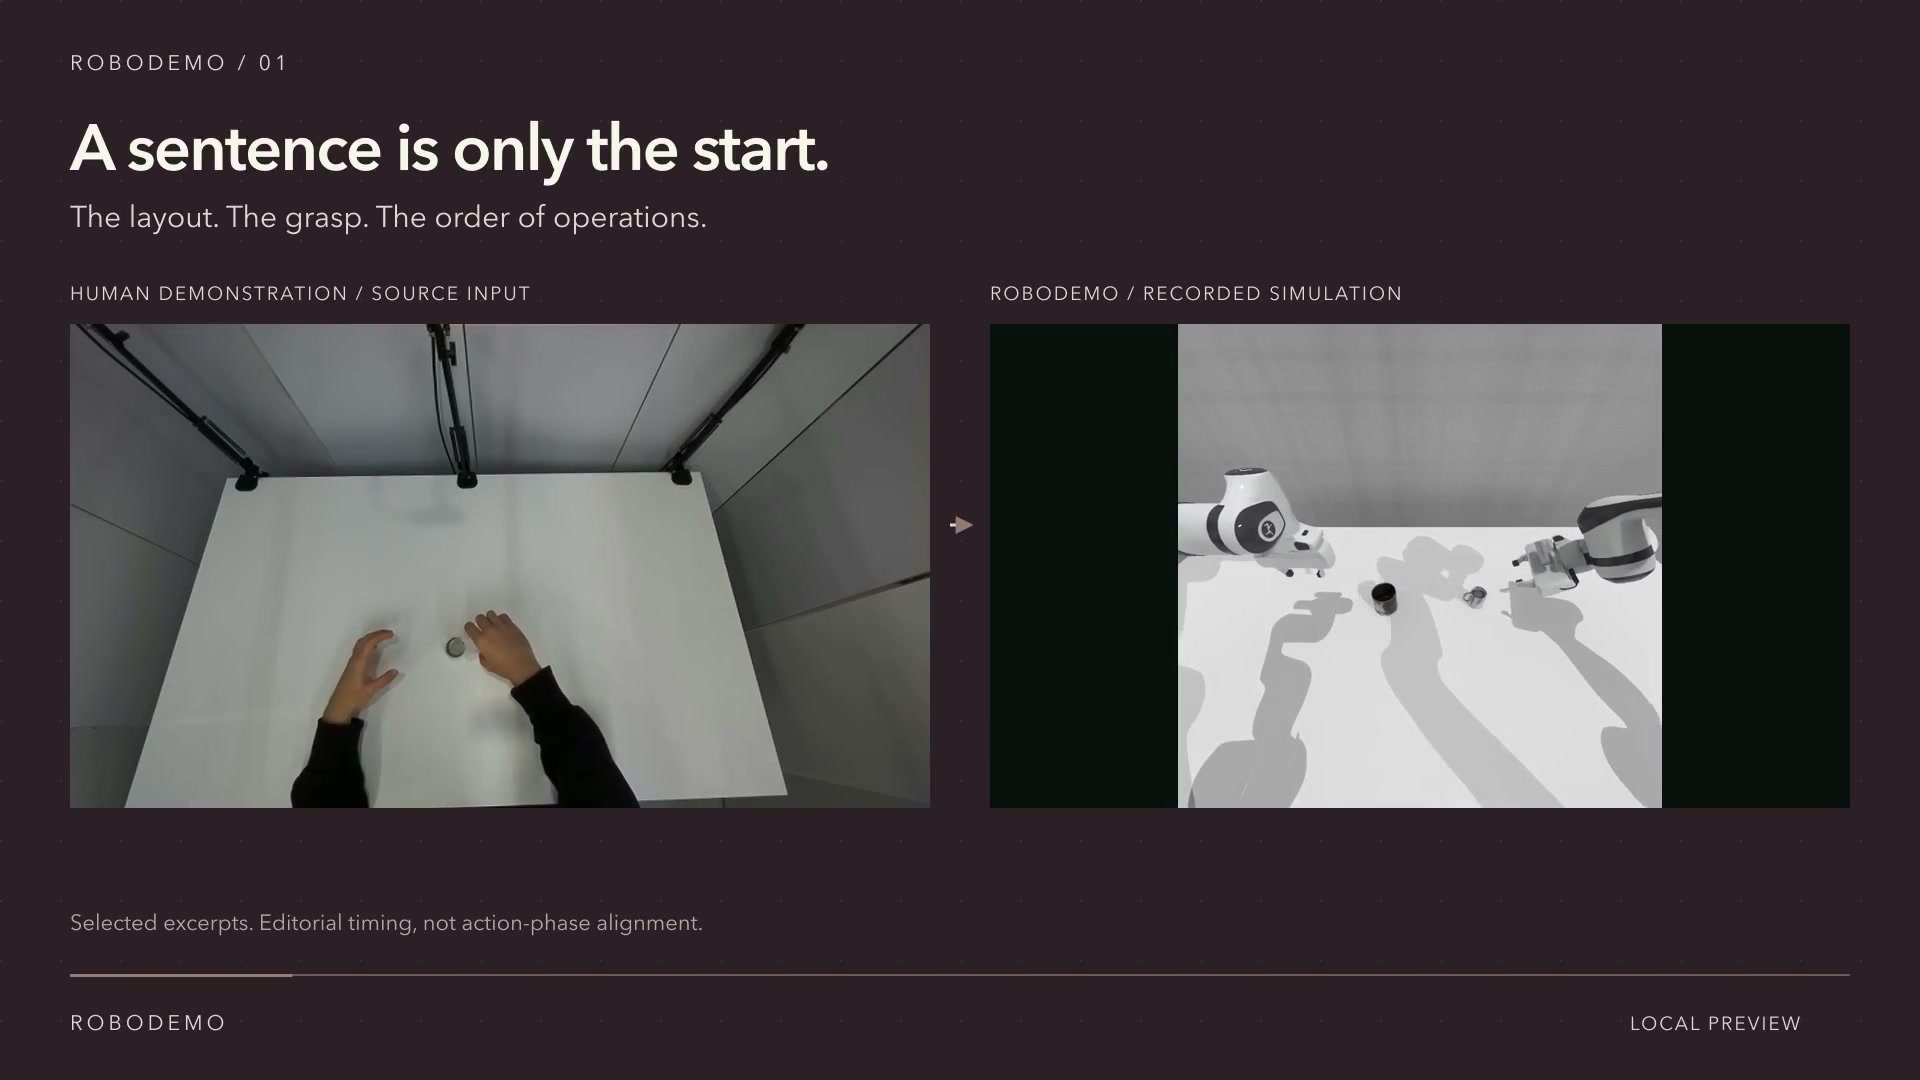 ROBODEMO / 01
A sentence is only the start.
The layout. The grasp. The order of operations.
HUMAN DEMONSTRATION / SOURCE INPUT
ROBODEMO / RECORDED SIMULATION
Selected excerpts. Editorial timing, not action-phase alignment.
ROBODEMO
LOCAL PREVIEW